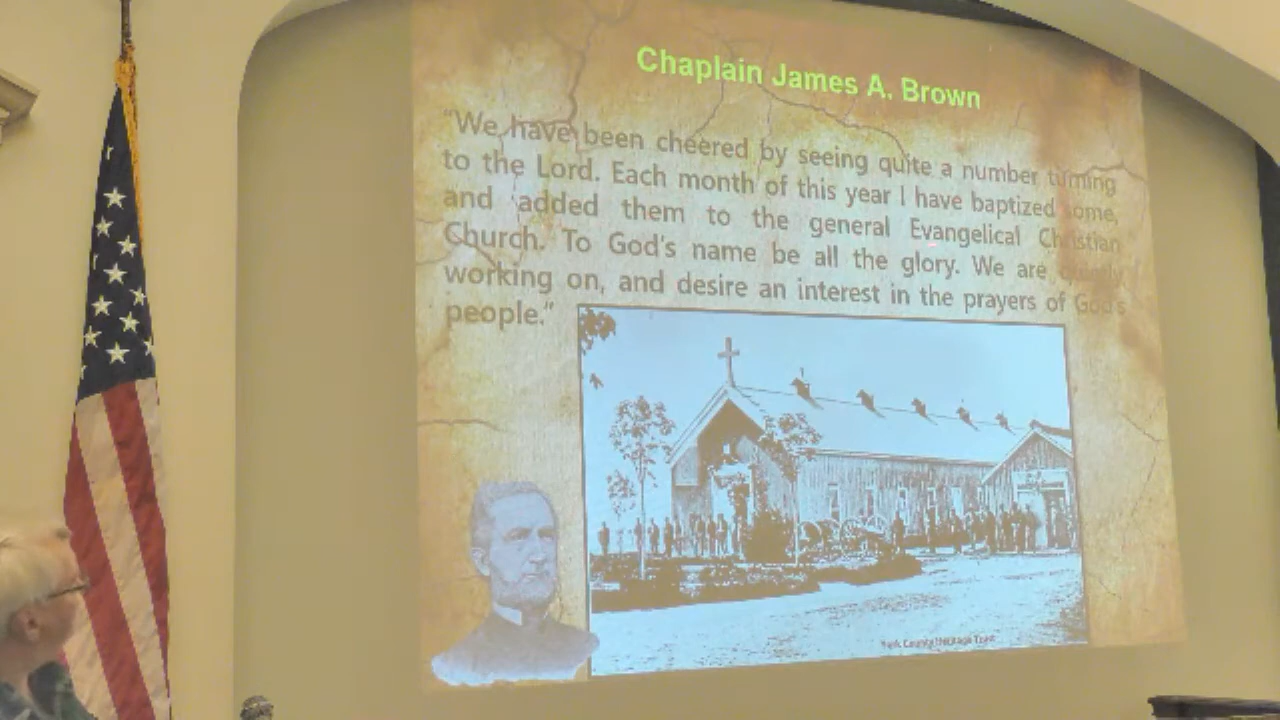 Chaplain James A. Brown
“We have been cheered by seeing quite a number turning
to the Lord. Each month of this year I have baptized some,
and added them to the general Evangelical Christian
Church. To God's name be all the glory. We are quietly
working on, and desire an interest in the prayers of God's
people.”
York County Heritage Trust